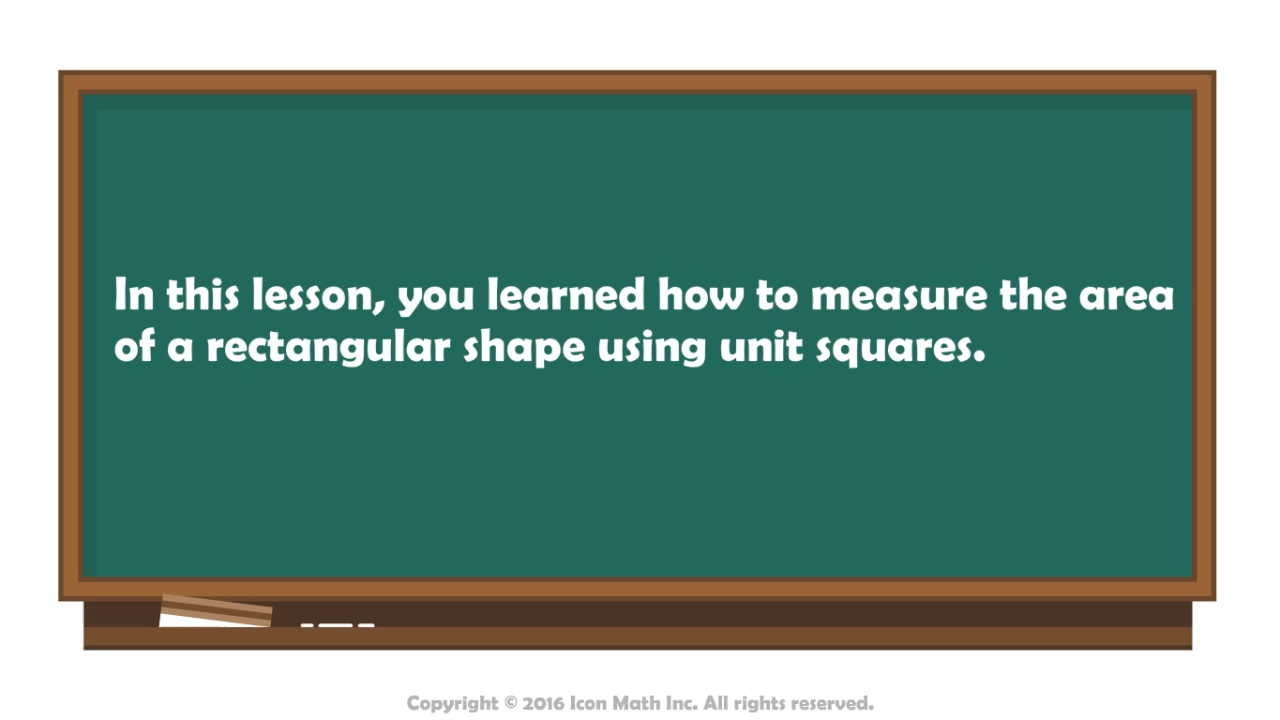 In this lesson, you learned how to measure the area
of a rectangular shape using unit squares.
Copyright © 2016 Icon Math Inc. All rights reserved.